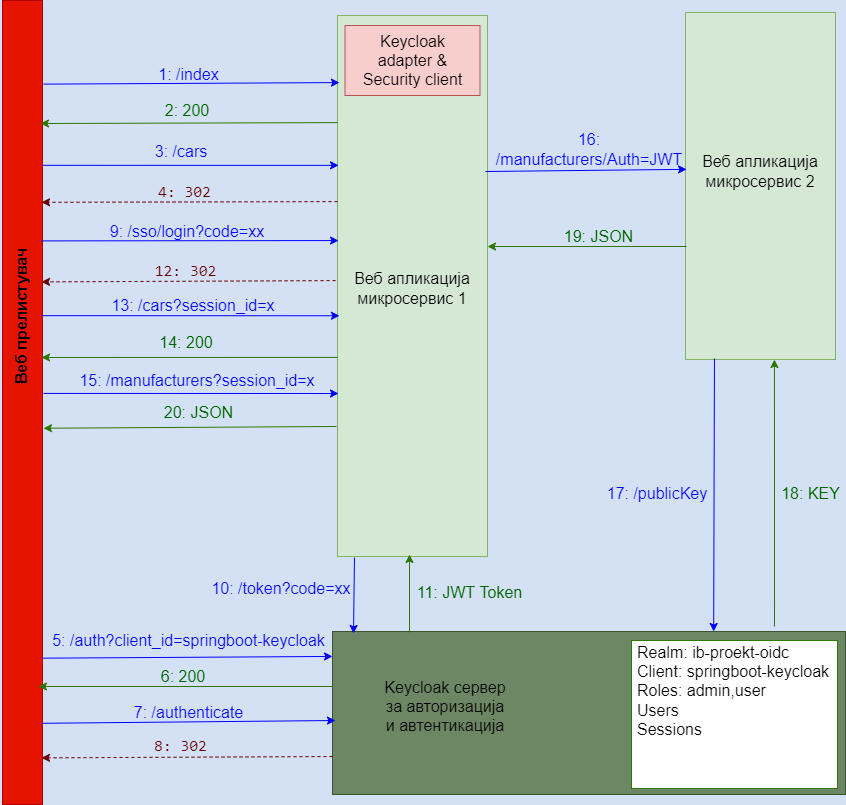 Keycloak
adapter &
Security client
1: /index
2: 200
3: /cars
4: 302
9: /sso/login?code=xx
12: 302
13: /cars?session_id=x
14: 200
15: /manufacturers?session_id=x
20: JSON
Веб прелистувач
Веб апликација
микросервис 1
16:
/manufacturers/Auth=JWT
19: JSON
Веб апликација
микросервис 2
17: /publicKey
18: KEY
10: /token?code=xx
11: JWT Token
5: /auth?client_id=springboot-keycloak
6: 200
7: /authenticate
8: 302
Keycloak сервер
за авторизација
и автентикација
Realm: ib-proekt-oidc
Client: springboot-keycloak
Roles: admin,user
Users
Sessions